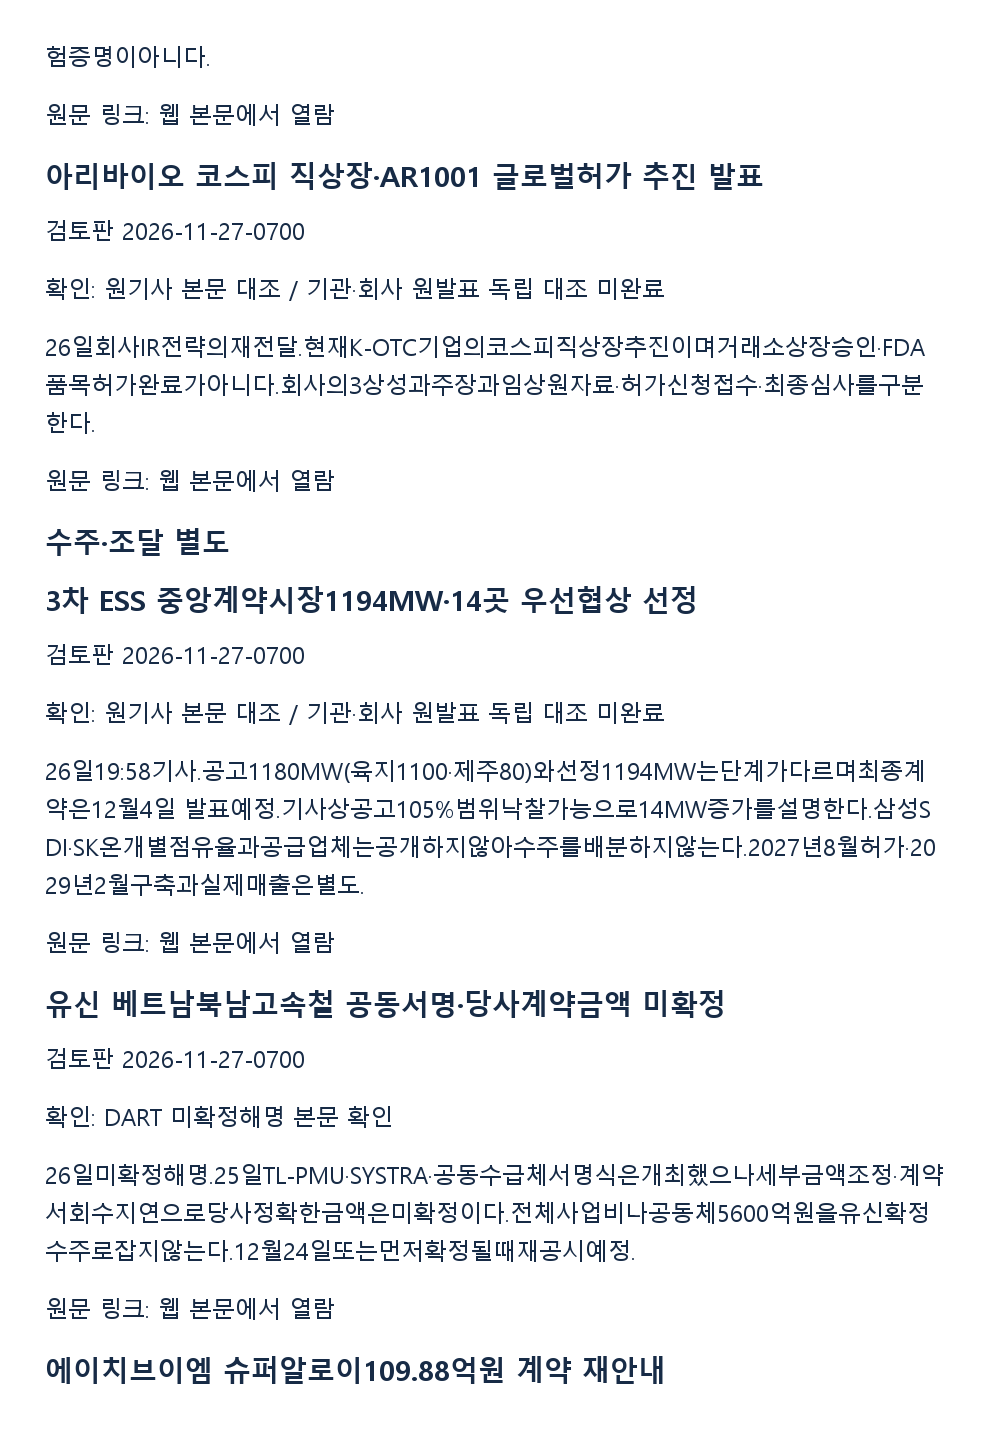 험증명이아니다.
원문 링크: 웹 본문에서 열람
아리바이오 코스피 직상장·AR1001 글로벌허가 추진 발표
검토판 2026-11-27-0700
확인: 원기사 본문 대조 / 기관·회사 원발표 독립 대조 미완료
26일회사IR전략의재전달.현재K-OTC기업의코스피직상장추진이며거래소상장승인·FDA
품목허가완료가아니다.회사의3상성과주장과임상원자료·허가신청접수·최종심사를구분
한다.
원문 링크: 웹 본문에서 열람
수주·조달 별도
3차 ESS 중앙계약시장1194MW·14곳 우선협상 선정
검토판 2026-11-27-0700
확인: 원기사 본문 대조 / 기관·회사 원발표 독립 대조 미완료
26일19:58기사.공고1180MW(육지1100·제주80)와선정1194MW는단계가다르며최종계
약은12월4일 발표예정.기사상공고105%범위낙찰가능으로14MW증가를설명한다.삼성S
DI·SK온개별점유율과공급업체는공개하지않아수주를배분하지않는다.2027년8월허가·20
29년2월구축과실제매출은별도.
원문 링크: 웹 본문에서 열람
유신 베트남북남고속철 공동서명·당사계약금액 미확정
검토판 2026-11-27-0700
확인: DART 미확정해명 본문 확인
26일미확정해명.25일TL-PMU·SYSTRA·공동수급체서명식은개최했으나세부금액조정·계약
서회수지연으로당사정확한금액은미확정이다.전체사업비나공동체5600억원을유신확정
수주로잡지않는다.12월24일또는먼저확정될때재공시예정.
원문 링크: 웹 본문에서 열람
에이치브이엠 슈퍼알로이109.88억원 계약 재안내